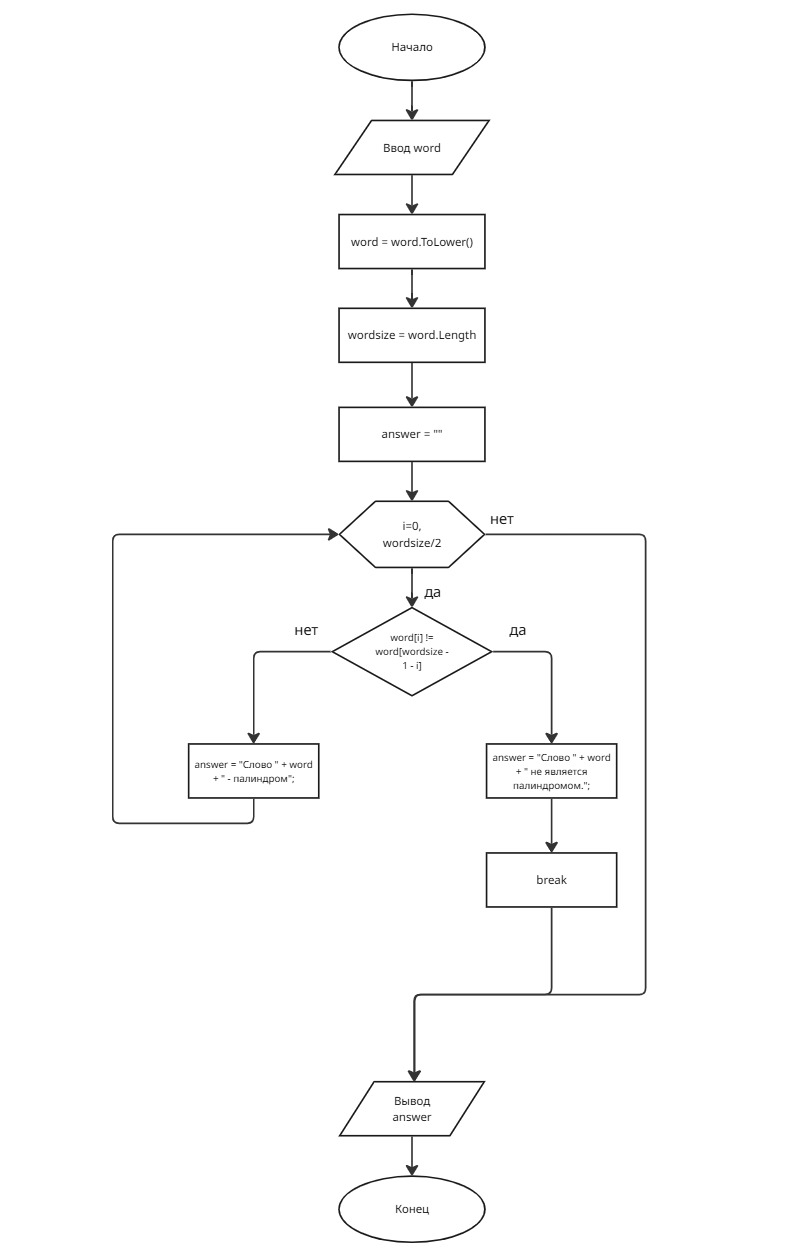 Начало
Ввод word
word = word.ToLower()
wordsize = word.Length
answer = ""
i=0,
wordsize/2
нет
да
word[i] !=
word[wordsize -
1 - i]
нет
да
answer = "Слово " + word
+ " - палиндром";
answer = "Слово " + word
+ " не является
палиндромом.";
break
Вывод
answer
Конец